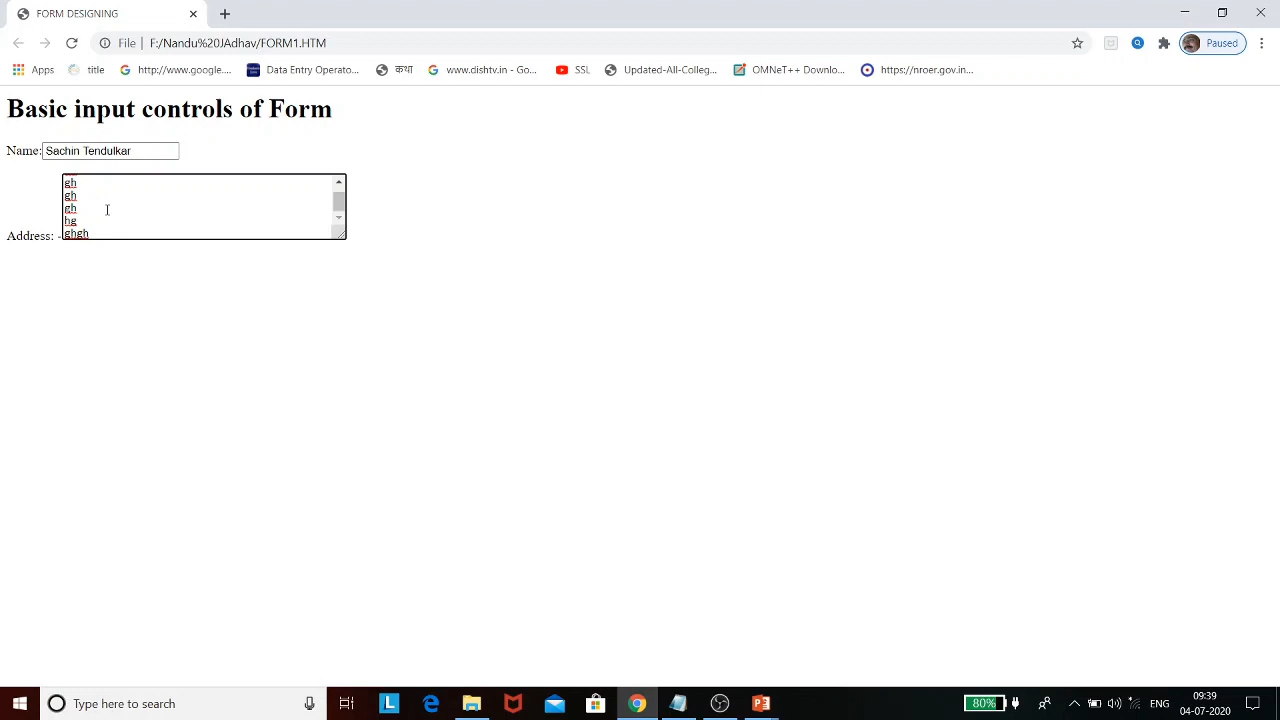 FORM DESIGNING
File F:/Nandu%20JAdhav/FORM1.HTM Paused
Apps title http://www.google.... Data Entry Operato... कथा www.dishtv.in - Go... SSL Updated-All-Colleg... OMNeT++ Downlo... https://nroer.gov.in...
Basic input controls of Form
Name: Sachin Tendulkar
gh
gh
gh
hg
Address: - ghgh
Type here to search 80% ENG 09:39
04-07-2020